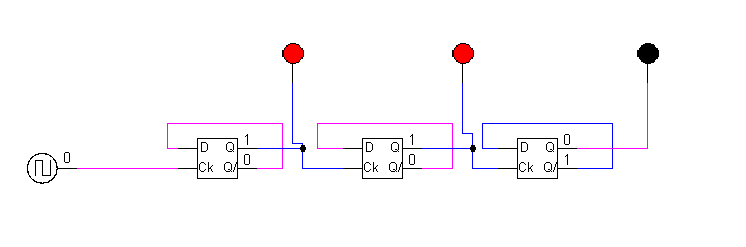 0
D Q 1
Ck Q/ 0
D Q 1
Ck Q/ 0
D Q 0
Ck Q/ 1